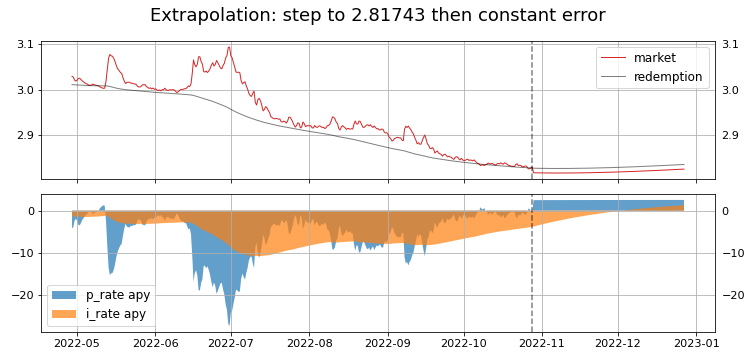 Extrapolation: step to 2.81743 then constant error
3.1 3.1
market
redemption
3.0 3.0
2.9 2.9
0 0
−10 −10
−20 −20
p_rate apy
i_rate apy
2022-05 2022-06 2022-07 2022-08 2022-09 2022-10 2022-11 2022-12 2023-01